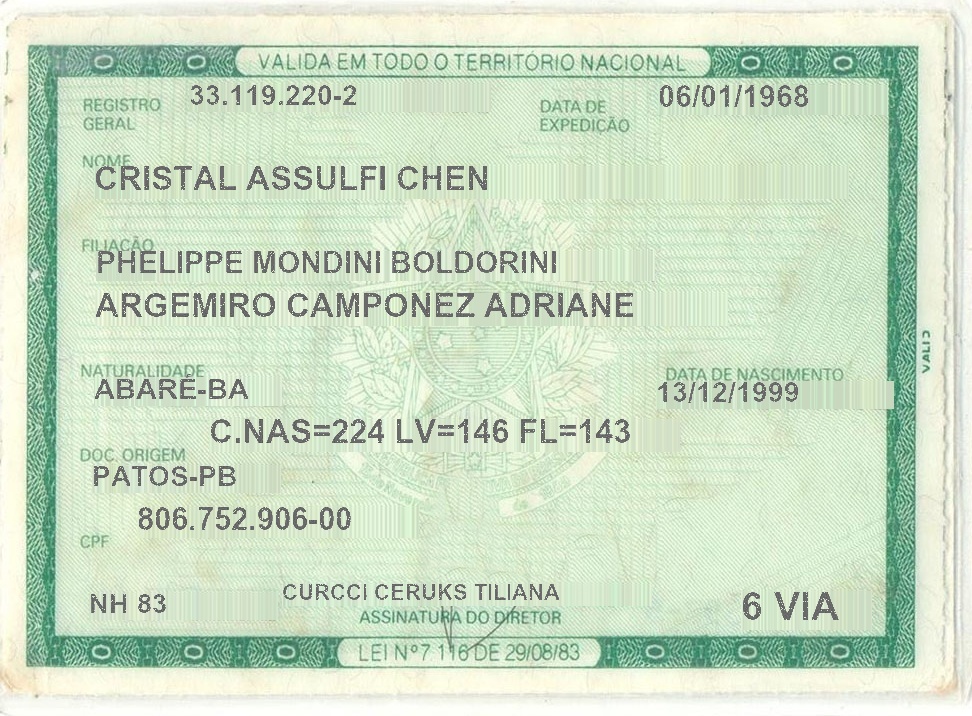 VALIDA EM TODO O TERRITÓRIO NACIONAL
REGISTRO GERAL 33.119.220-2 DATA DE EXPEDIÇÃO 06/01/1968
NOME
CRISTAL ASSULFI CHEN
FILIAÇÃO
PHELIPPE MONDINI BOLDORINI
ARGEMIRO CAMPONEZ ADRIANE
NATURALIDADE DATA DE NASCIMENTO
ABARÉ-BA 13/12/1999
C.NAS=224 LV=146 FL=143
DOC. ORIGEM
PATOS-PB
806.752.906-00
CPF
NH 83 CURCCI CERUKS TILIANA 6 VIA
ASSINATURA DO DIRETOR
LEI Nº 7.116 DE 29/08/83